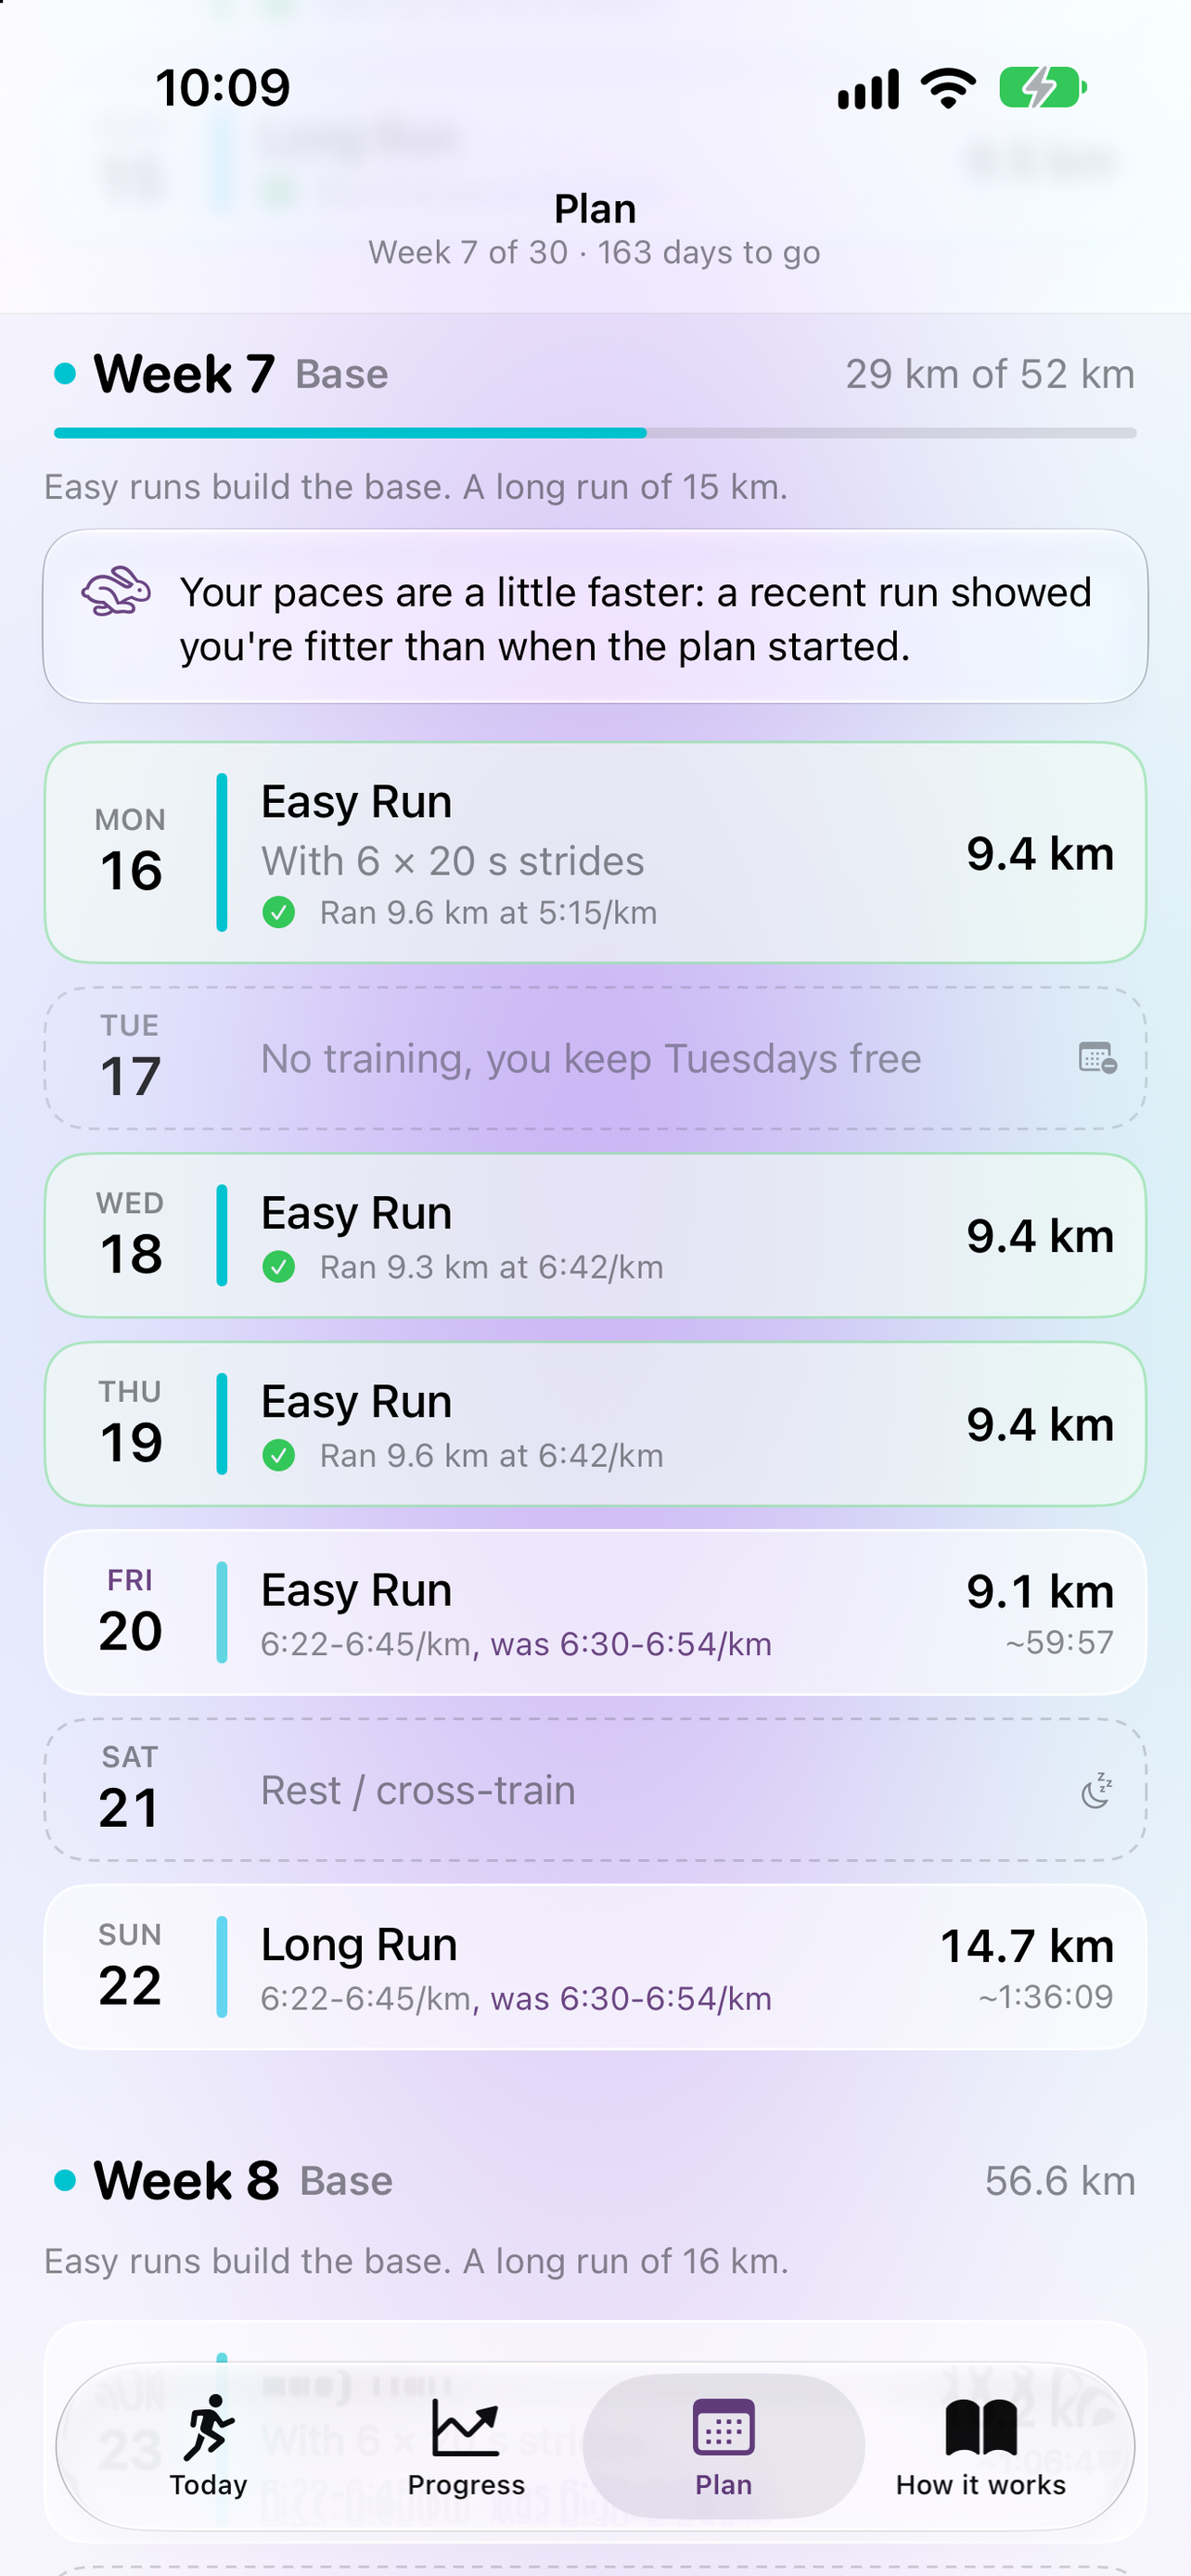 10:09
Plan
Week 7 of 30 · 163 days to go
Week 7 Base 29 km of 52 km
Easy runs build the base. A long run of 15 km.
Your paces are a little faster: a recent run showed
you're fitter than when the plan started.
MON
16
Easy Run
With 6 × 20 s strides
Ran 9.6 km at 5:15/km
9.4 km
TUE
17
No training, you keep Tuesdays free
WED
18
Easy Run
Ran 9.3 km at 6:42/km
9.4 km
THU
19
Easy Run
Ran 9.6 km at 6:42/km
9.4 km
FRI
20
Easy Run
6:22-6:45/km, was 6:30-6:54/km
9.1 km
~59:57
SAT
21
Rest / cross-train
SUN
22
Long Run
6:22-6:45/km, was 6:30-6:54/km
14.7 km
~1:36:09
Week 8 Base 56.6 km
Easy runs build the base. A long run of 16 km.
23
With 6 ×
Today
Progress
Plan
How it works